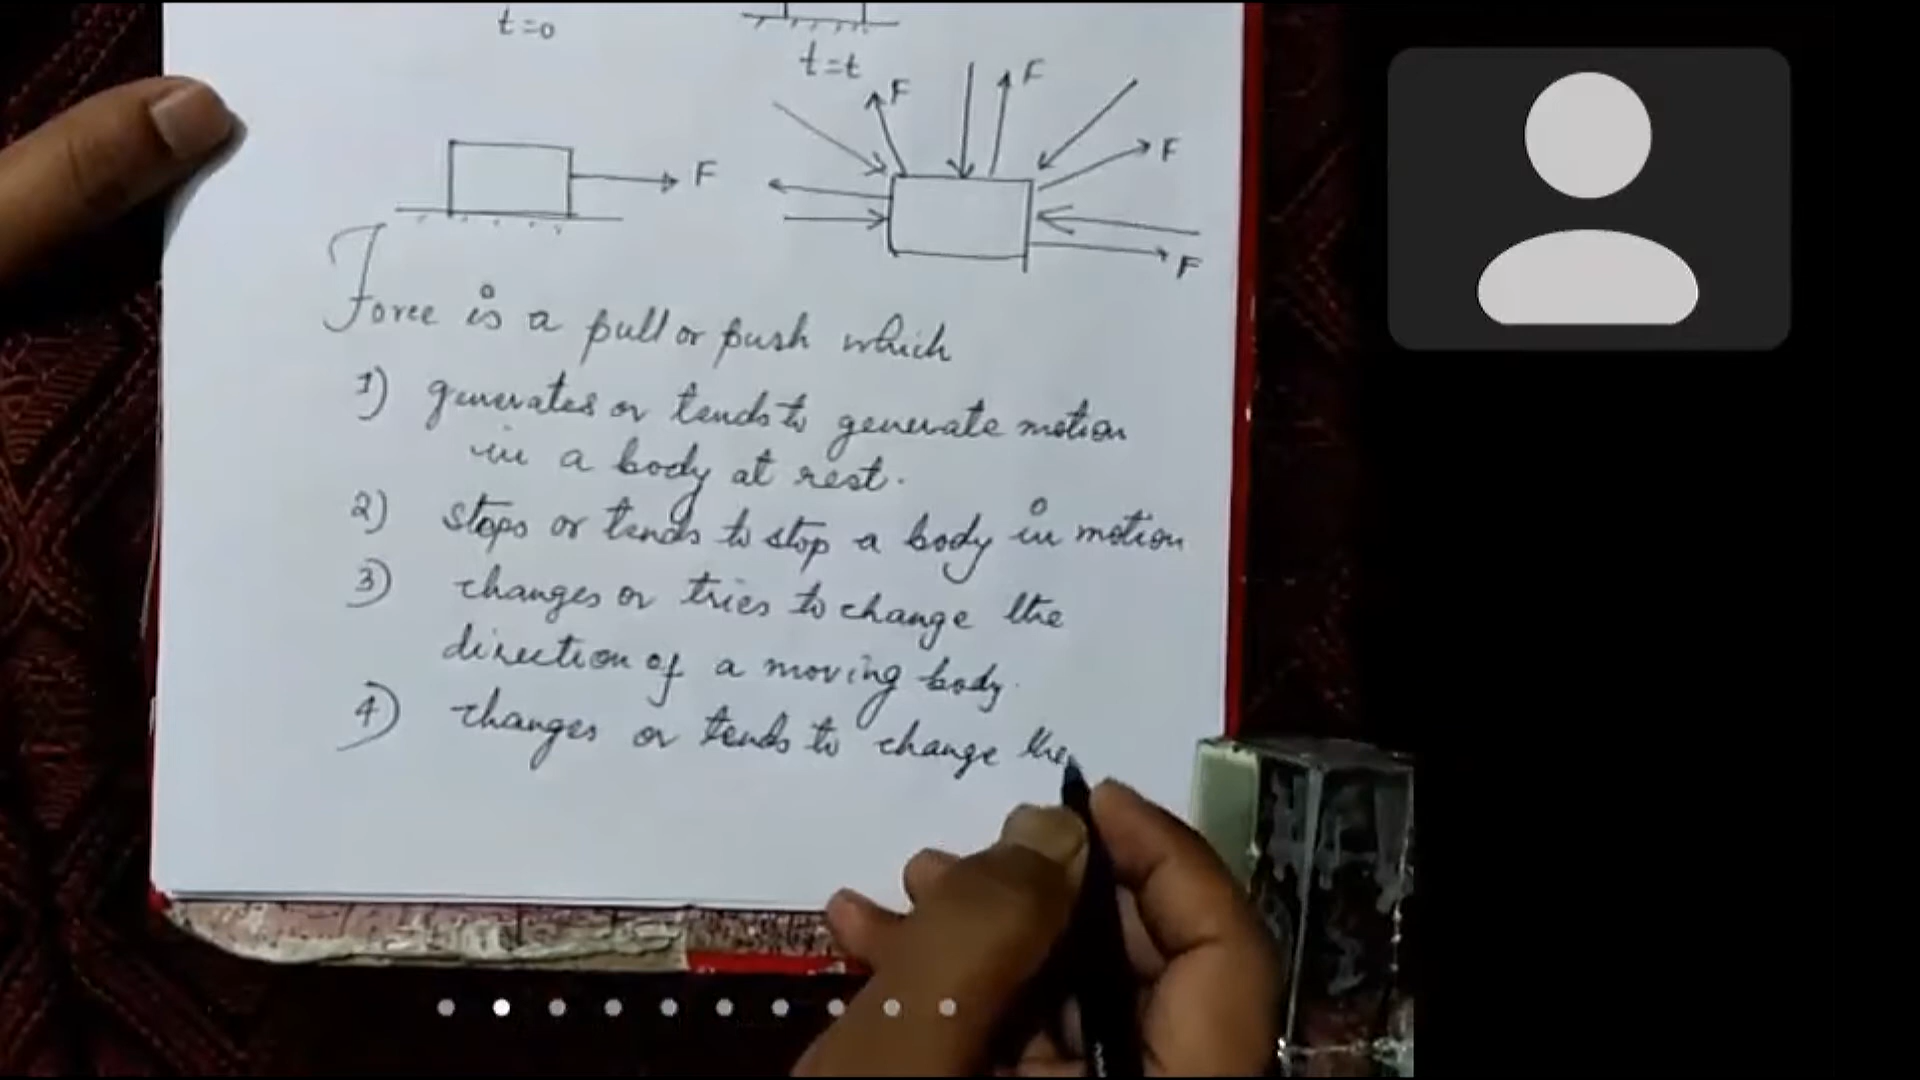 t=0
t=t
F
F
F
F
F
Force is a pull or push which
1) generates or tends to generate motion
in a body at rest.
2) stops or tends to stop a body in motion
3) changes or tries to change the
direction of a moving body.
4) changes or tends to change the